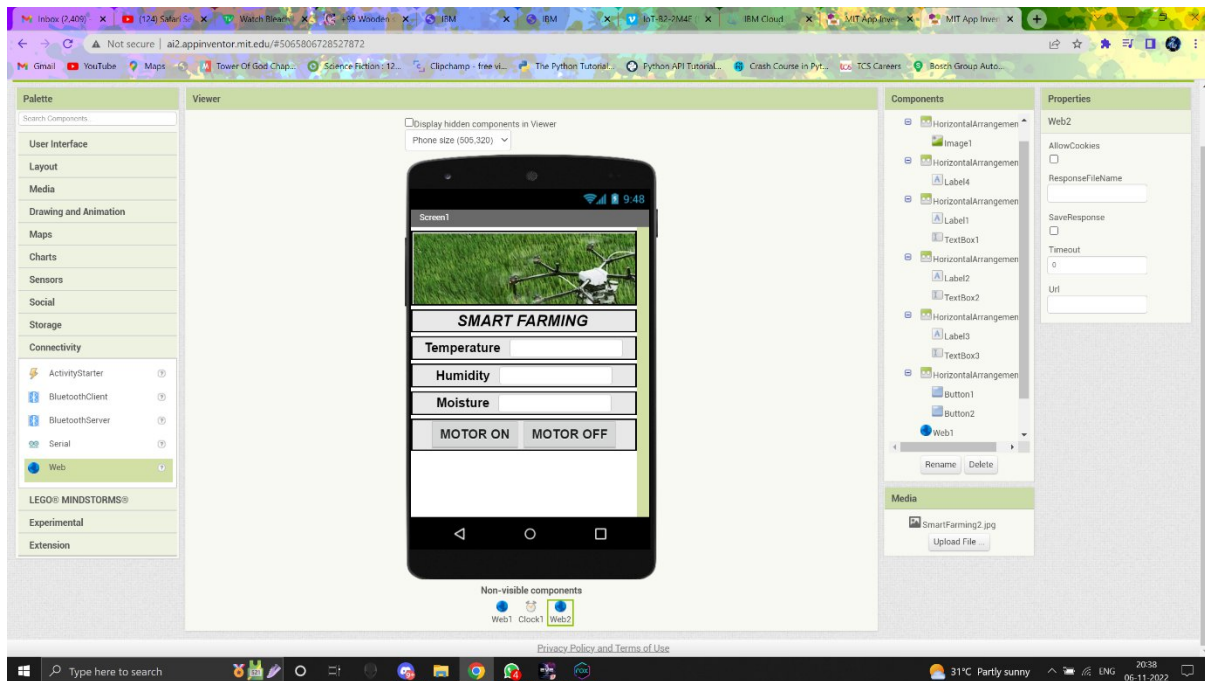 Inbox (2,409)
(124) Safari Se
Watch Bleach
+99 Wooden
IBM
IBM
IoT-B2-2M4E
IBM Cloud
MIT App Inven
MIT App Inven
Not secure | ai2.appinventor.mit.edu/#5065806728527872
Gmail
YouTube
Maps
Tower Of God Chap...
Science Fiction : 12...
Clipchamp - free vi...
The Python Tutorial...
Python API Tutorial...
Crash Course in Pyt...
TCS Careers
Bosch Group Auto...
Palette
Search Components...
User Interface
Layout
Media
Drawing and Animation
Maps
Charts
Sensors
Social
Storage
Connectivity
ActivityStarter
BluetoothClient
BluetoothServer
Serial
Web
LEGO® MINDSTORMS®
Experimental
Extension
Viewer
Display hidden components in Viewer
Phone size (505,320)
9:48
Screen1
SMART FARMING
Temperature
Humidity
Moisture
MOTOR ON MOTOR OFF
Non-visible components
Web1 Clock1 Web2
Components
HorizontalArrangemen
Image1
HorizontalArrangemen
Label4
HorizontalArrangemen
Label1
TextBox1
HorizontalArrangemen
Label2
TextBox2
HorizontalArrangemen
Label3
TextBox3
HorizontalArrangemen
Button1
Button2
Web1
Rename Delete
Media
SmartFarming2.jpg
Upload File ...
Properties
Web2
AllowCookies
ResponseFileName
SaveResponse
Timeout
0
Url
Privacy Policy and Terms of Use
Type here to search
31°C Partly sunny
ENG
20:38
06-11-2022